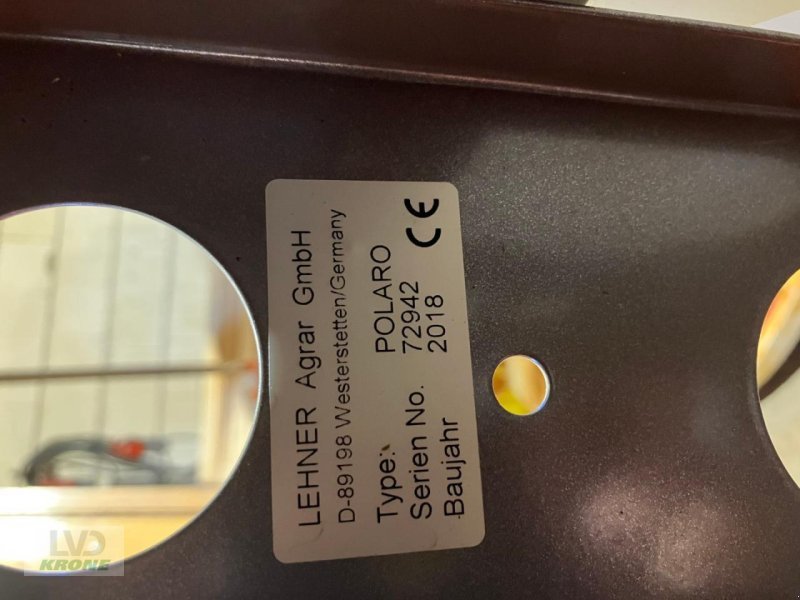 LEHNER Agrar GmbH
D-89198 Westerstetten/Germany
Type: POLARO
Serien No. 72942
Baujahr 2018
CE
LVD
KRONE